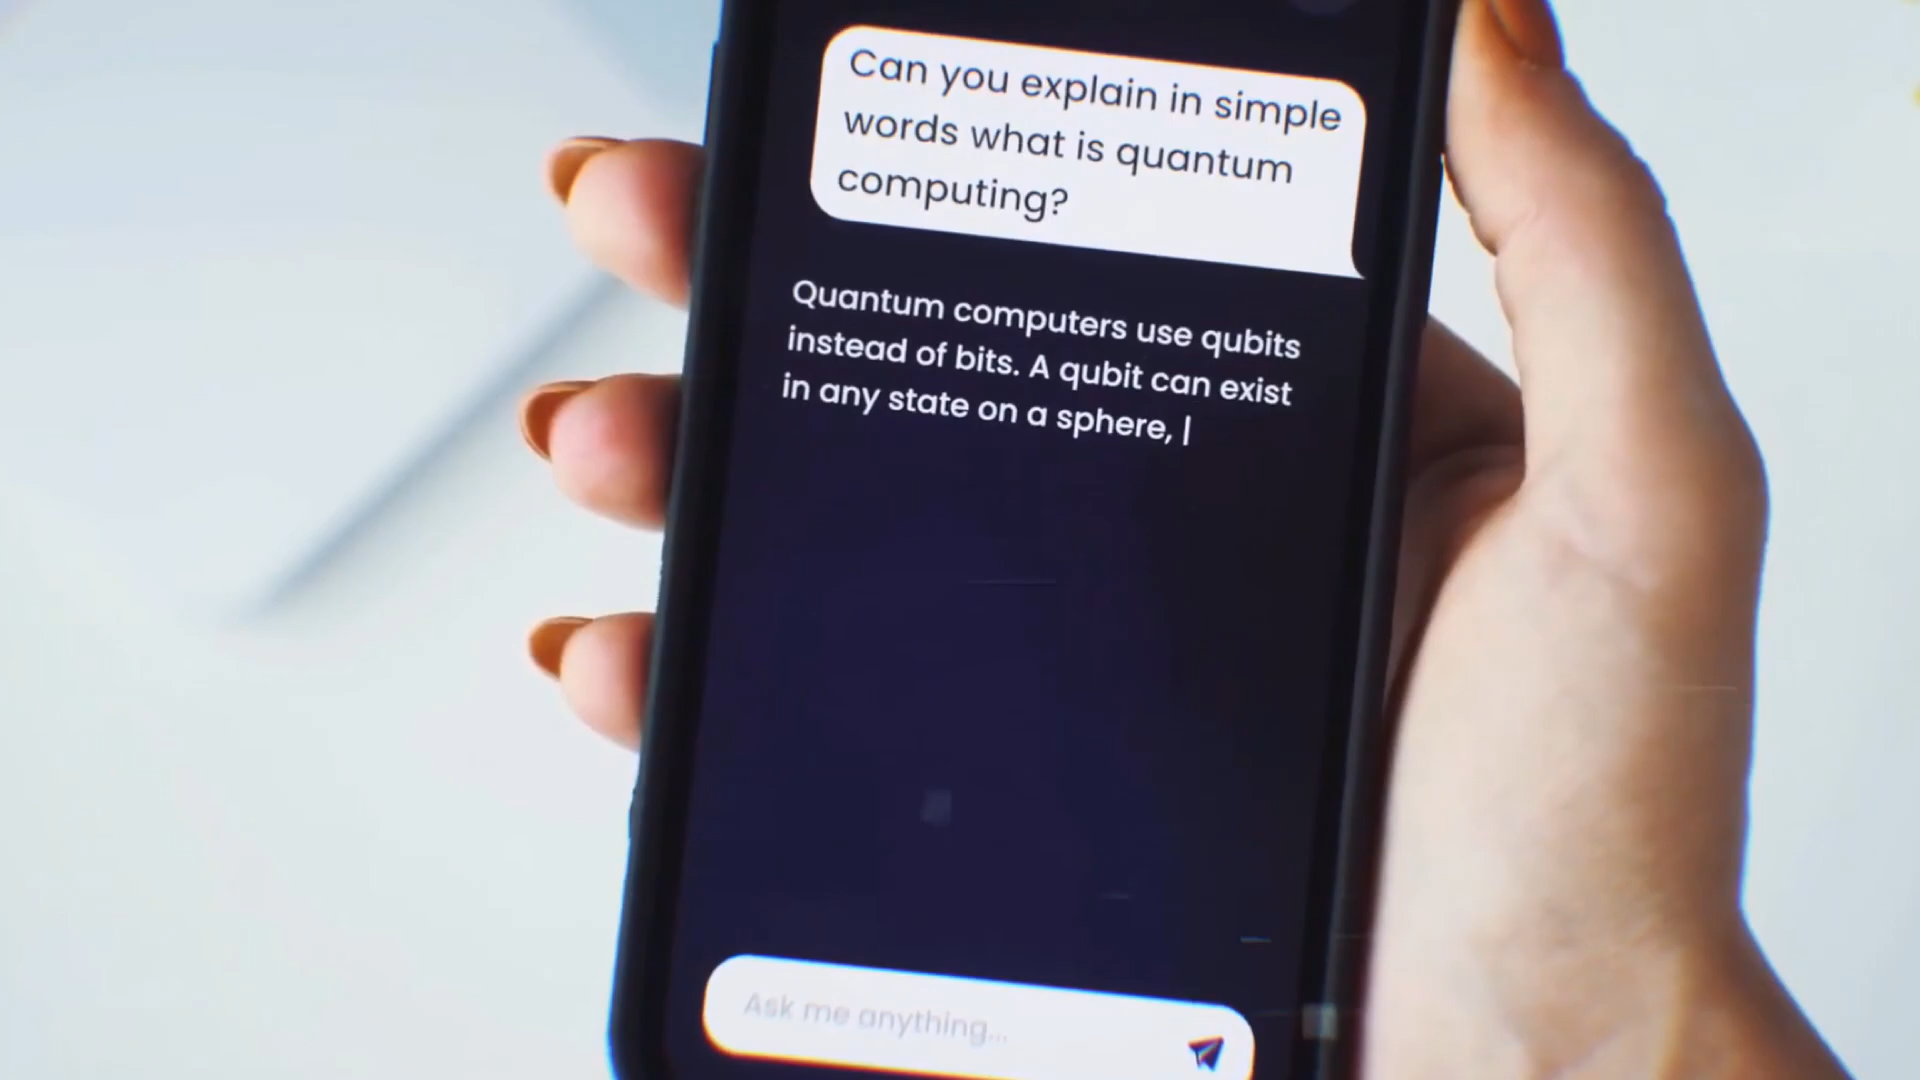 Can you explain in simple
words what is quantum
computing?
Quantum computers use qubits
instead of bits. A qubit can exist
in any state on a sphere, |
Ask me anything...